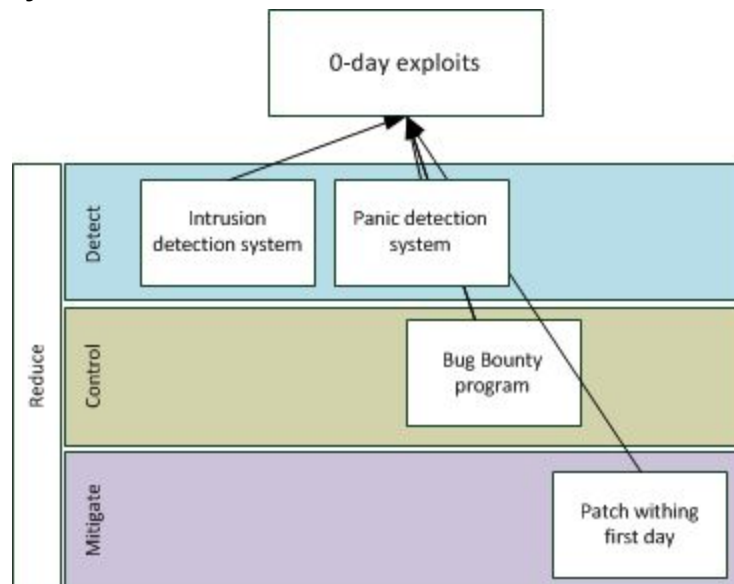 0-day exploits
Reduce
Detect
Intrusion
detection system
Panic detection
system
Control
Bug Bounty
program
Mitigate
Patch withing
first day